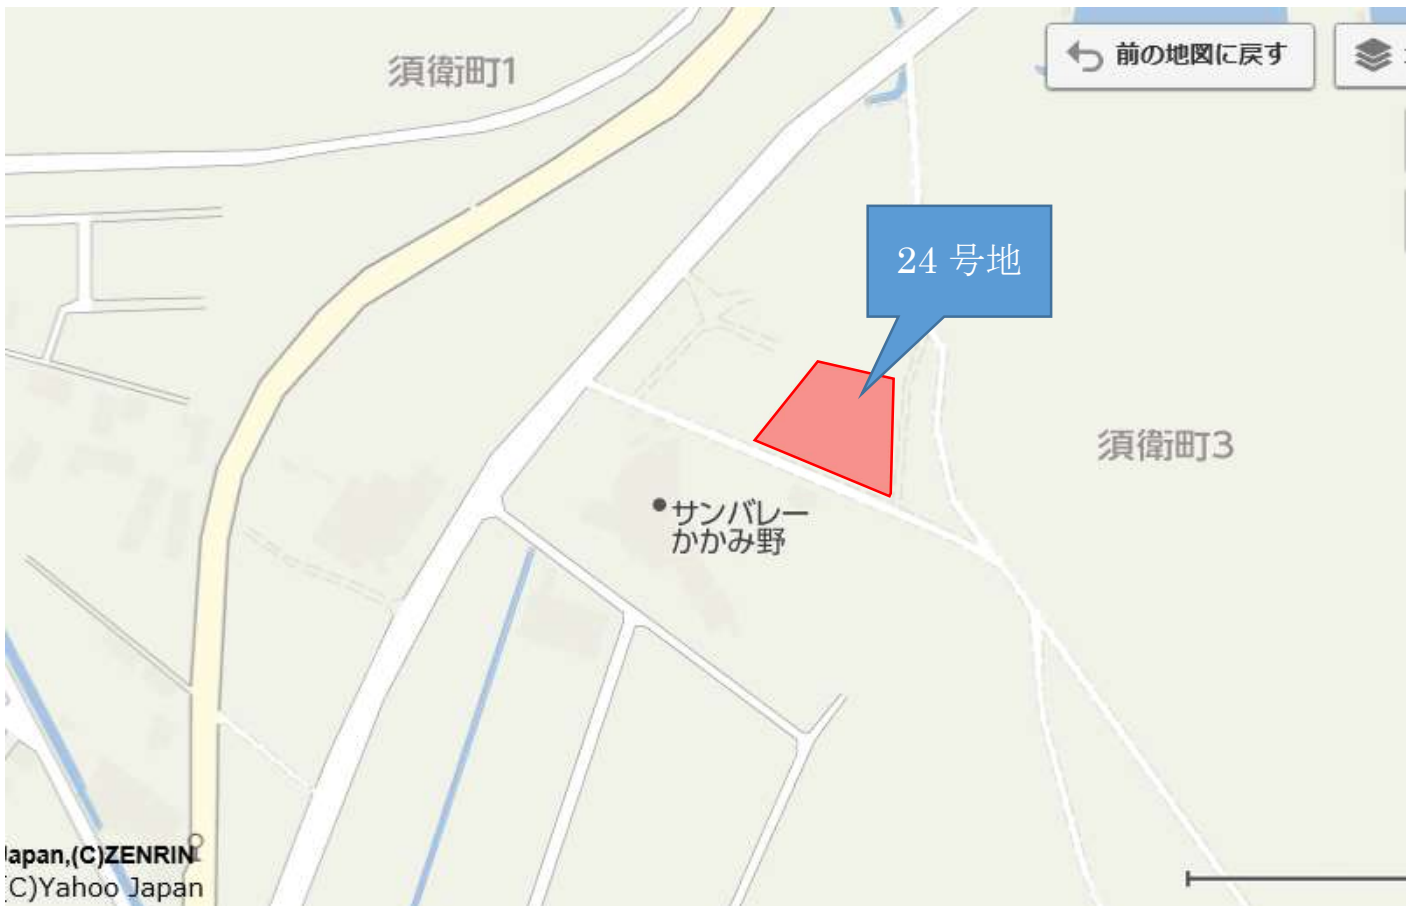 須衛町1
前の地図に戻す
24 号地
須衛町3
サンバレー
かかみ野
Japan,(C)ZENRIN
(C)Yahoo Japan